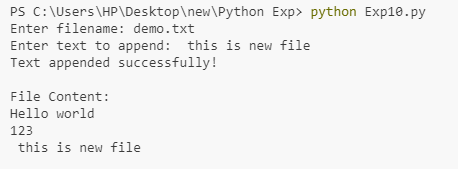 PS C:\Users\HP\Desktop\new\Python Exp> python Exp10.py
Enter filename: demo.txt
Enter text to append:  this is new file
Text appended successfully!

File Content:
Hello world
123
 this is new file